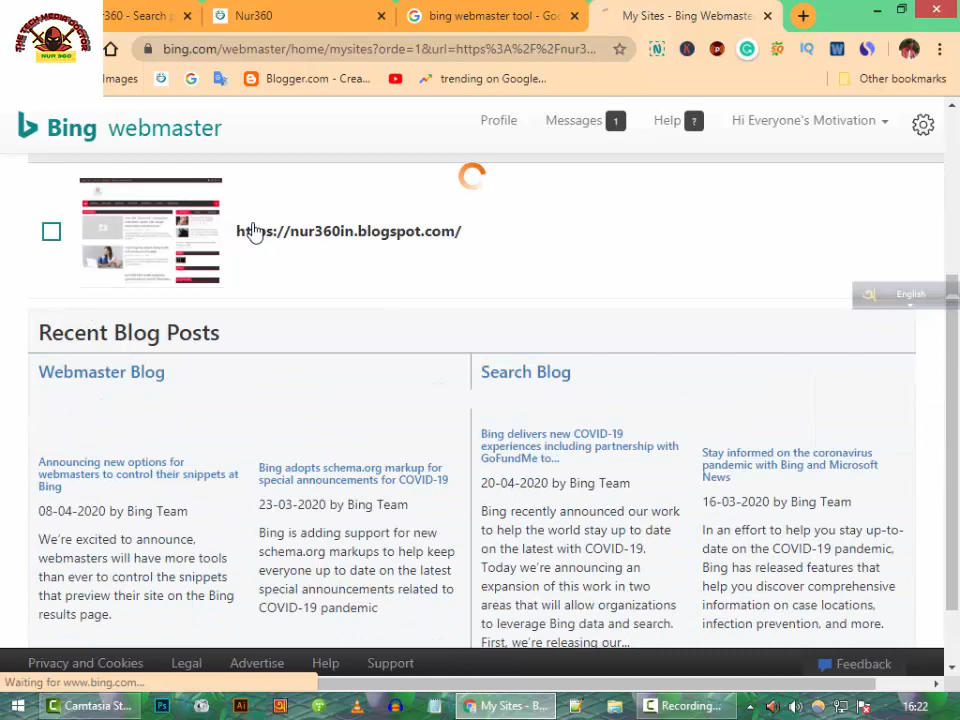 THE TECH MEDIA DOCTOR
NUR 360
360 - Search p
Nur360
bing webmaster tool - Goo
My Sites - Bing Webmaste
bing.com/webmaster/home/mysites?orde=1&url=https%3A%2F%2Fnur3...
Images
Blogger.com - Crea...
trending on Google...
Other bookmarks
Bing webmaster
Profile
Messages 1
Help ?
Hi Everyone's Motivation
https://nur360in.blogspot.com/
English
Recent Blog Posts
Webmaster Blog
Announcing new options for
webmasters to control their snippets at
Bing
08-04-2020 by Bing Team
We're excited to announce,
webmasters will have more tools
than ever to control the snippets
that preview their site on the Bing
results page.
Bing adopts schema.org markup for
special announcements for COVID-19
23-03-2020 by Bing Team
Bing is adding support for new
schema.org markups to help keep
everyone up to date on the latest
special announcements related to
COVID-19 pandemic
Search Blog
Bing delivers new COVID-19
experiences including partnership with
GoFundMe to...
20-04-2020 by Bing Team
Bing recently announced our work
to help the world stay up to date
on the latest with COVID-19.
Today we're announcing an
expansion of this work in two
areas that will allow organizations
to leverage Bing data and search.
First, we're releasing our...
Stay informed on the coronavirus
pandemic with Bing and Microsoft
News
16-03-2020 by Bing Team
In an effort to help you stay up-to-
date on the COVID-19 pandemic,
Bing has released features that
help you discover comprehensive
information on case locations,
infection prevention, and more.
Privacy and Cookies
Legal
Advertise
Help
Support
Feedback
Waiting for www.bing.com...
Camtasia St...
My Sites - B...
Recording...
16:22